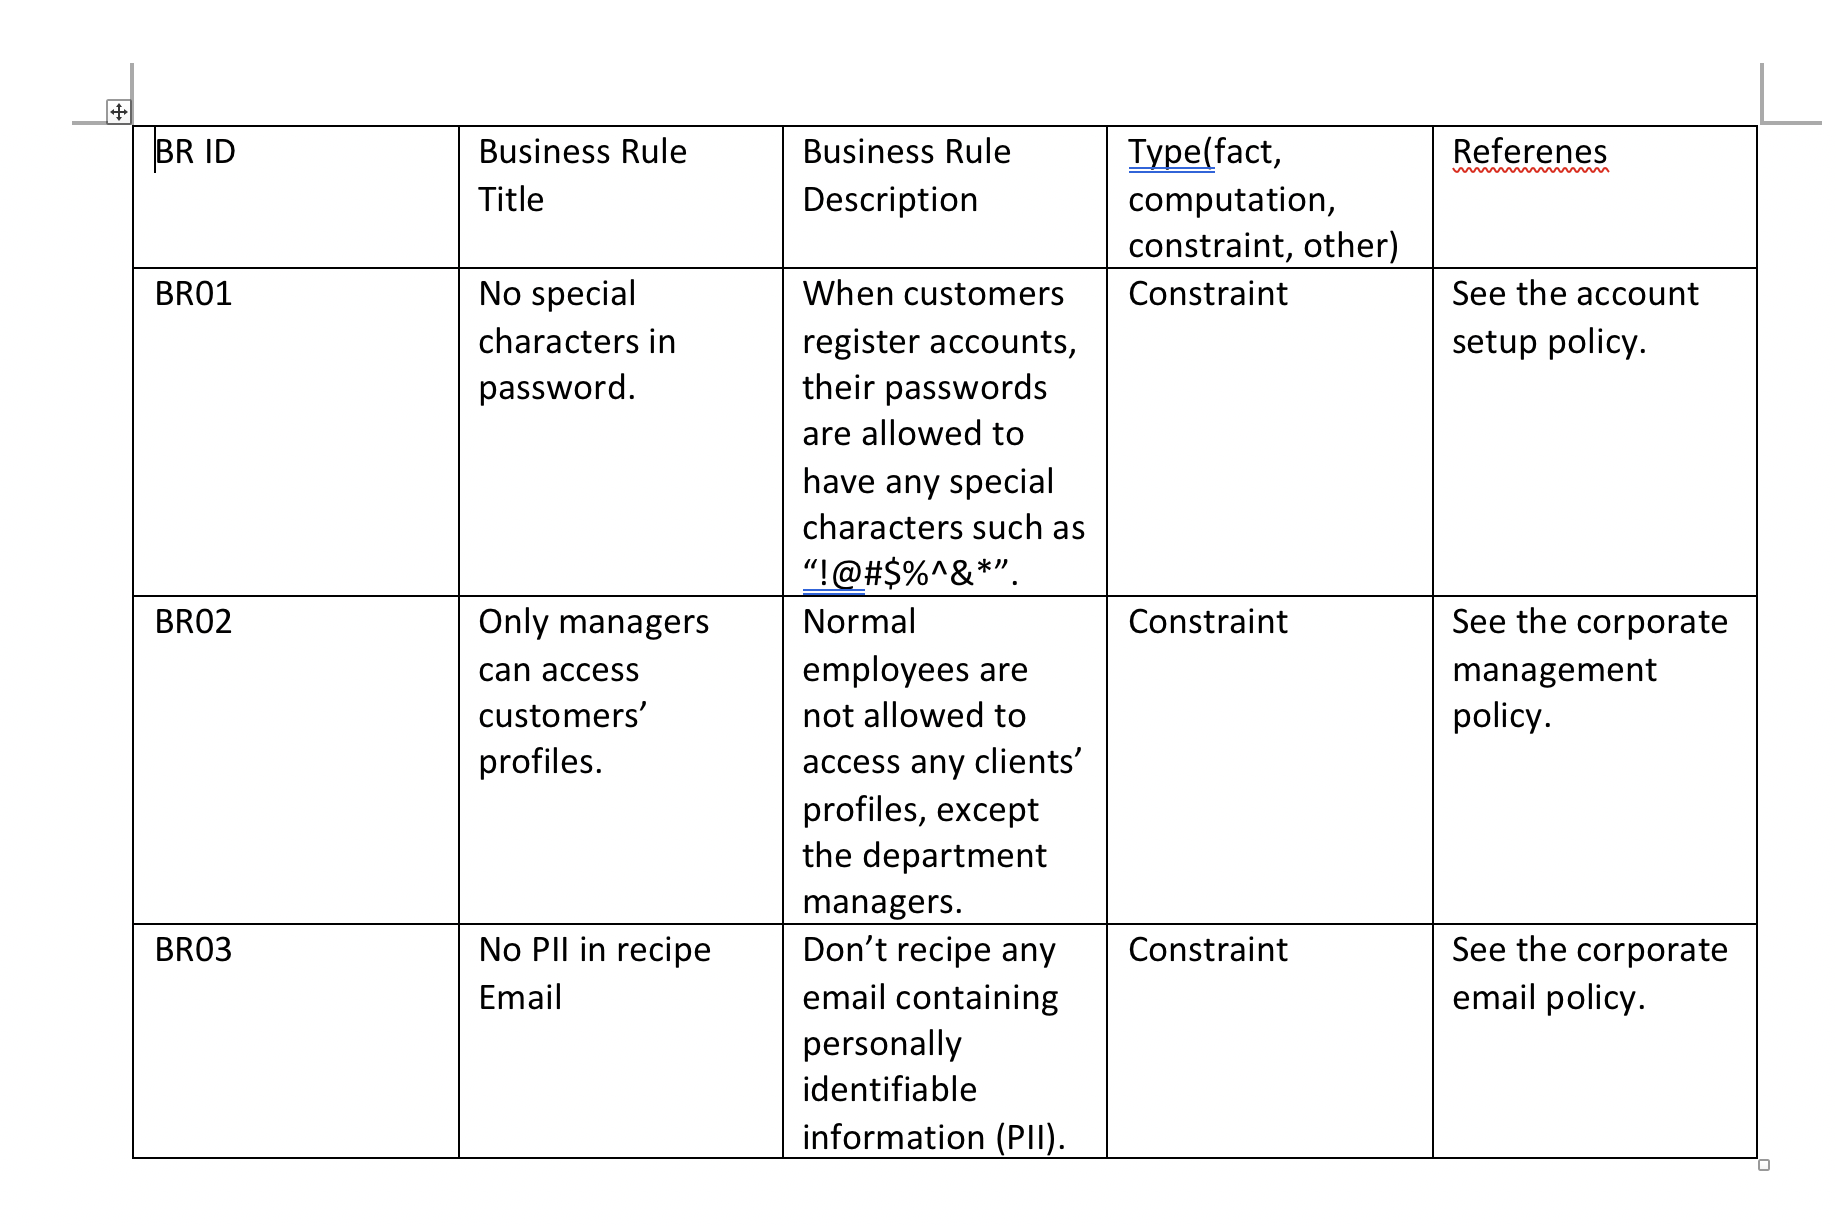 BR ID
Business Rule
Title
Business Rule
Description
Type(fact,
computation,
constraint, other)
Referenes
BR01
No special
characters in
password.
When customers
register accounts,
their passwords
are allowed to
have any special
characters such as
“!@#$%^&*”.
Constraint
See the account
setup policy.
BR02
Only managers
can access
customers’
profiles.
Normal
employees are
not allowed to
access any clients’
profiles, except
the department
managers.
Constraint
See the corporate
management
policy.
BR03
No PII in recipe
Email
Don’t recipe any
email containing
personally
identifiable
information (PII).
Constraint
See the corporate
email policy.